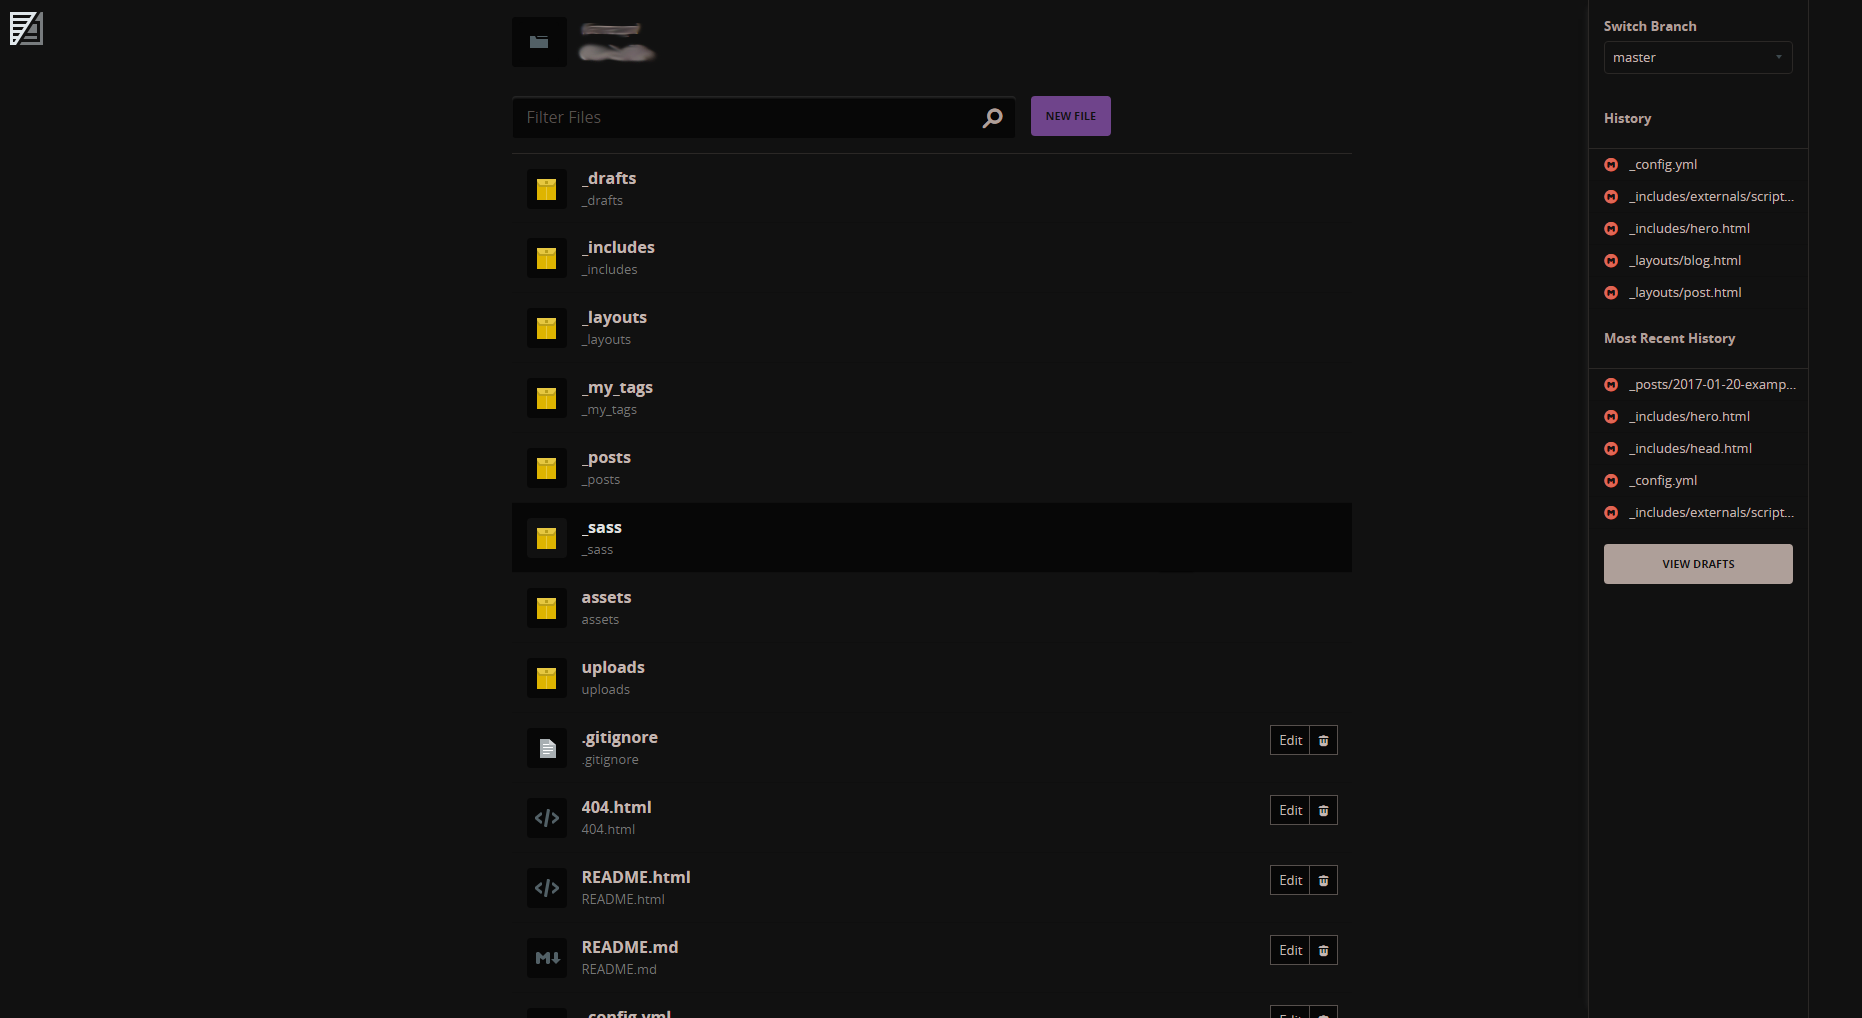 Filter Files
NEW FILE
_drafts
_drafts
_includes
_includes
_layouts
_layouts
_my_tags
_my_tags
_posts
_posts
_sass
_sass
assets
assets
uploads
uploads
.gitignore
.gitignore
Edit
404.html
404.html
Edit
README.html
README.html
Edit
README.md
README.md
Edit
_config.yml
Edit
Switch Branch
master
History
_config.yml
_includes/externals/script...
_includes/hero.html
_layouts/blog.html
_layouts/post.html
Most Recent History
_posts/2017-01-20-examp...
_includes/hero.html
_includes/head.html
_config.yml
_includes/externals/script...
VIEW DRAFTS